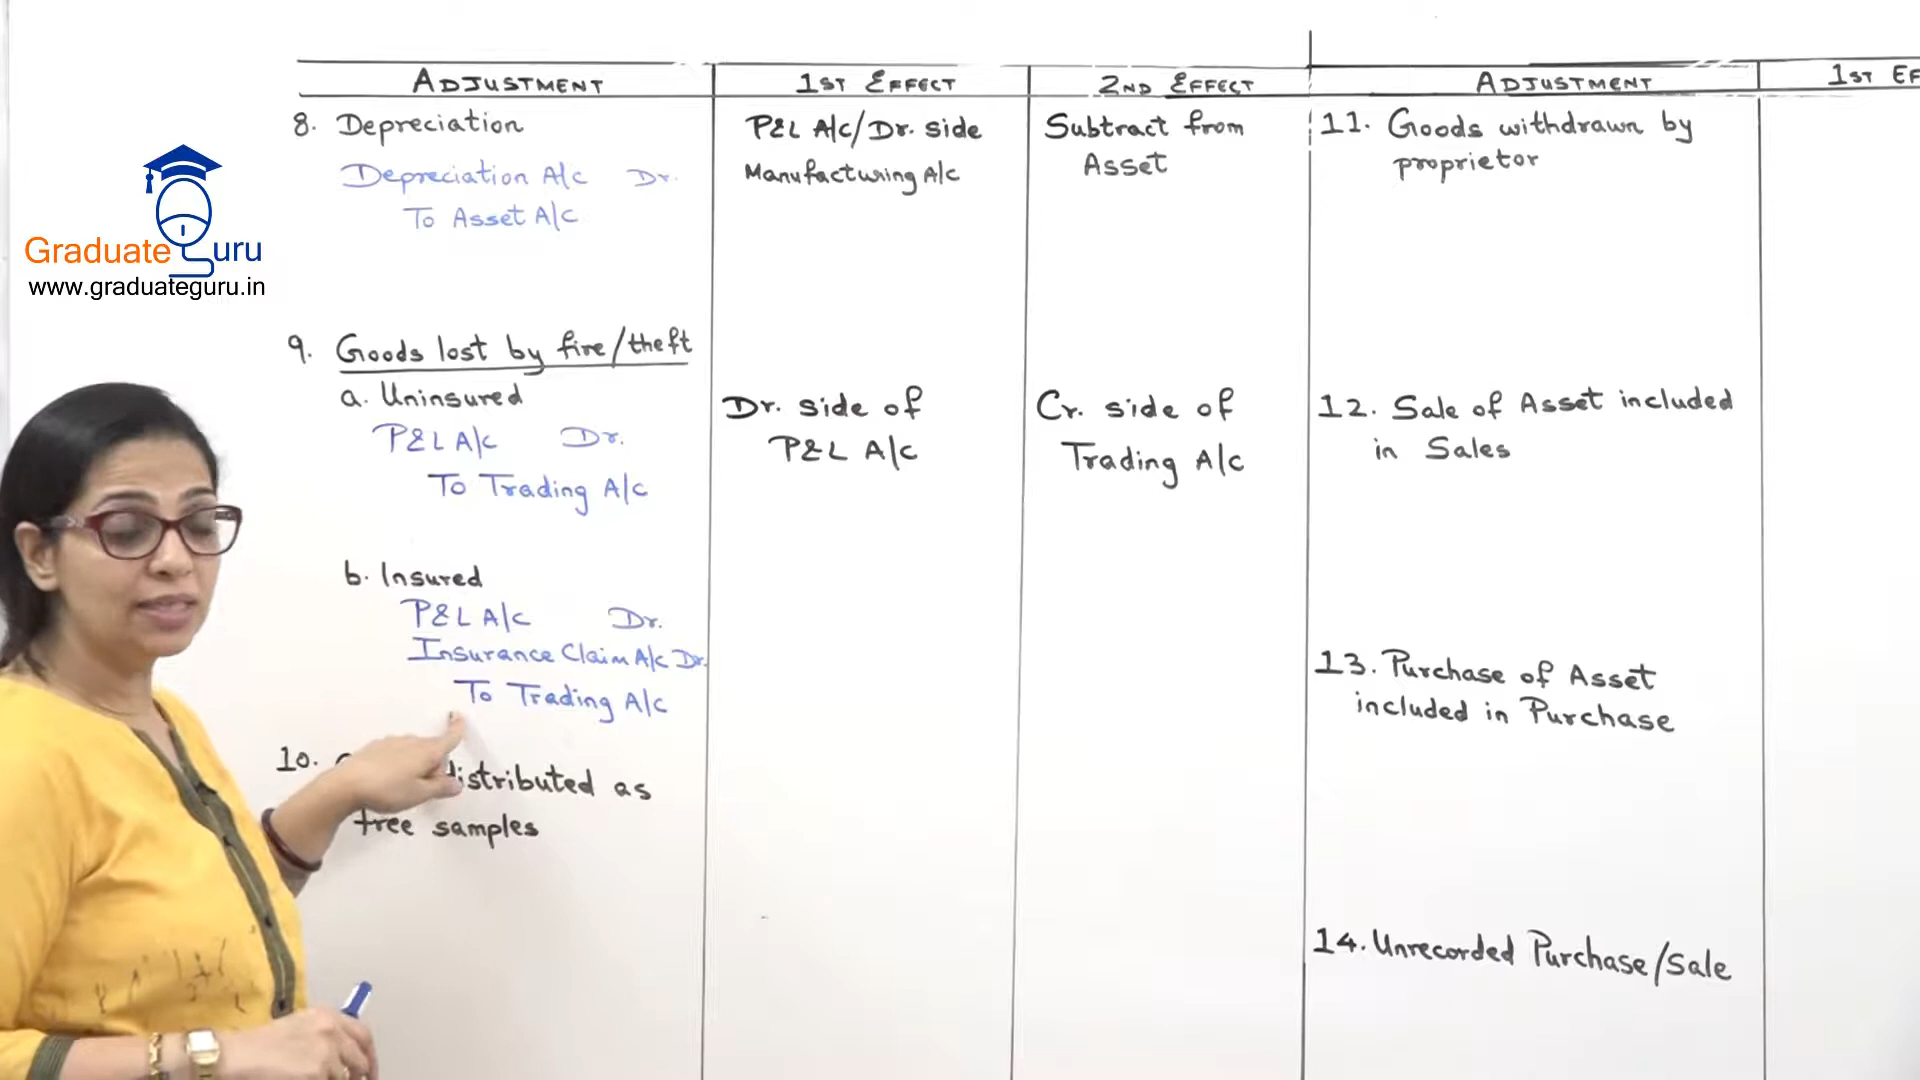 ADJUSTMENT
1ST EFFECT
2ND EFFECT
ADJUSTMENT
1ST EF
8. Depreciation
Depreciation A/c Dr.
To Asset A/c
P&L A/c/Dr. side
Manufacturing A/c
Subtract from
Asset
9. Goods lost by fire/theft
a. Uninsured
P&L A/c Dr.
To Trading A/c
Dr. side of
P&L A/c
Cr. side of
Trading A/c
b. Insured
P&L A/c Dr.
Insurance Claim A/c Dr.
To Trading A/c
10. distributed as
free samples
11. Goods withdrawn by
proprietor
12. Sale of Asset included
in Sales
13. Purchase of Asset
included in Purchase
14. Unrecorded Purchase/Sale
Graduate Guru
www.graduateguru.in